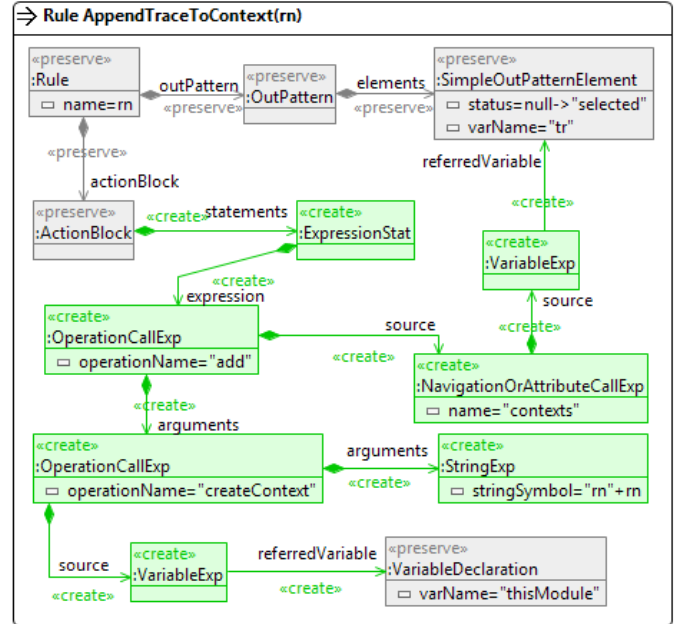 Rule AppendTraceToContext(rn)
«preserve»
:Rule
name=rn
outPattern
«preserve»
«preserve»
:OutPattern
elements
«preserve»
«preserve»
:SimpleOutPatternElement
status=null->"selected"
varName="tr"
«preserve»
actionBlock
referredVariable
«create»
«preserve»
:ActionBlock
«create»
statements
«create»
:ExpressionStat
«create»
:VariableExp
«create»
expression
source
«create»
«create»
:OperationCallExp
operationName="add"
source
«create»
«create»
:NavigationOrAttributeCallExp
name="contexts"
«create»
arguments
«create»
:OperationCallExp
operationName="createContext"
arguments
«create»
«create»
:StringExp
stringSymbol="rn"+rn
source
«create»
«create»
:VariableExp
referredVariable
«create»
«preserve»
:VariableDeclaration
varName="thisModule"